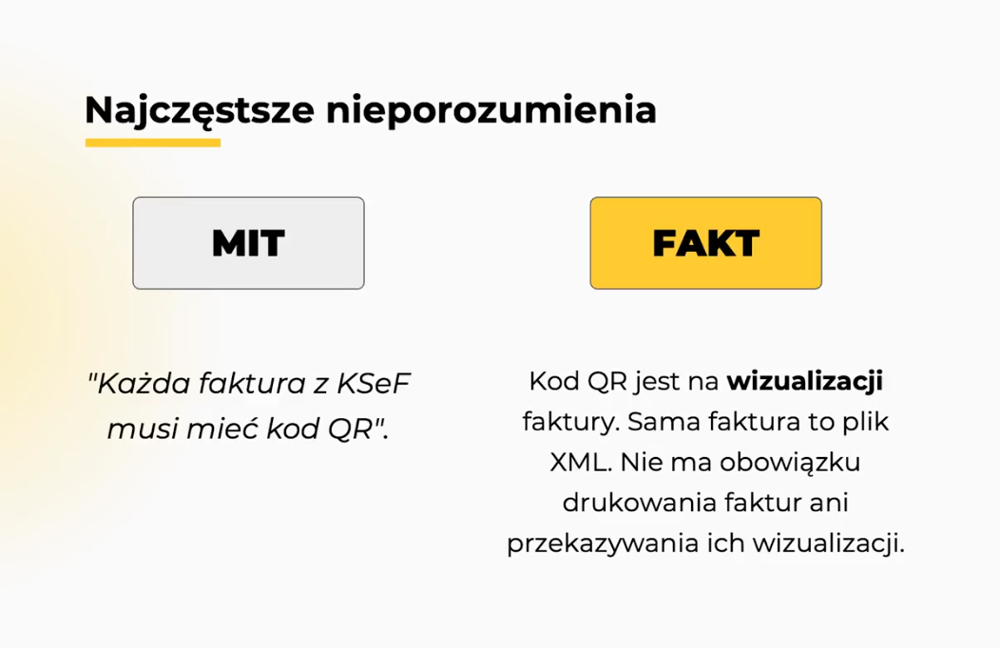 Najczęstsze nieporozumienia
MIT
FAKT
"Każda faktura z KSeF
musi mieć kod QR".
Kod QR jest na wizualizacji
faktury. Sama faktura to plik
XML. Nie ma obowiązku
drukowania faktur ani
przekazywania ich wizualizacji.